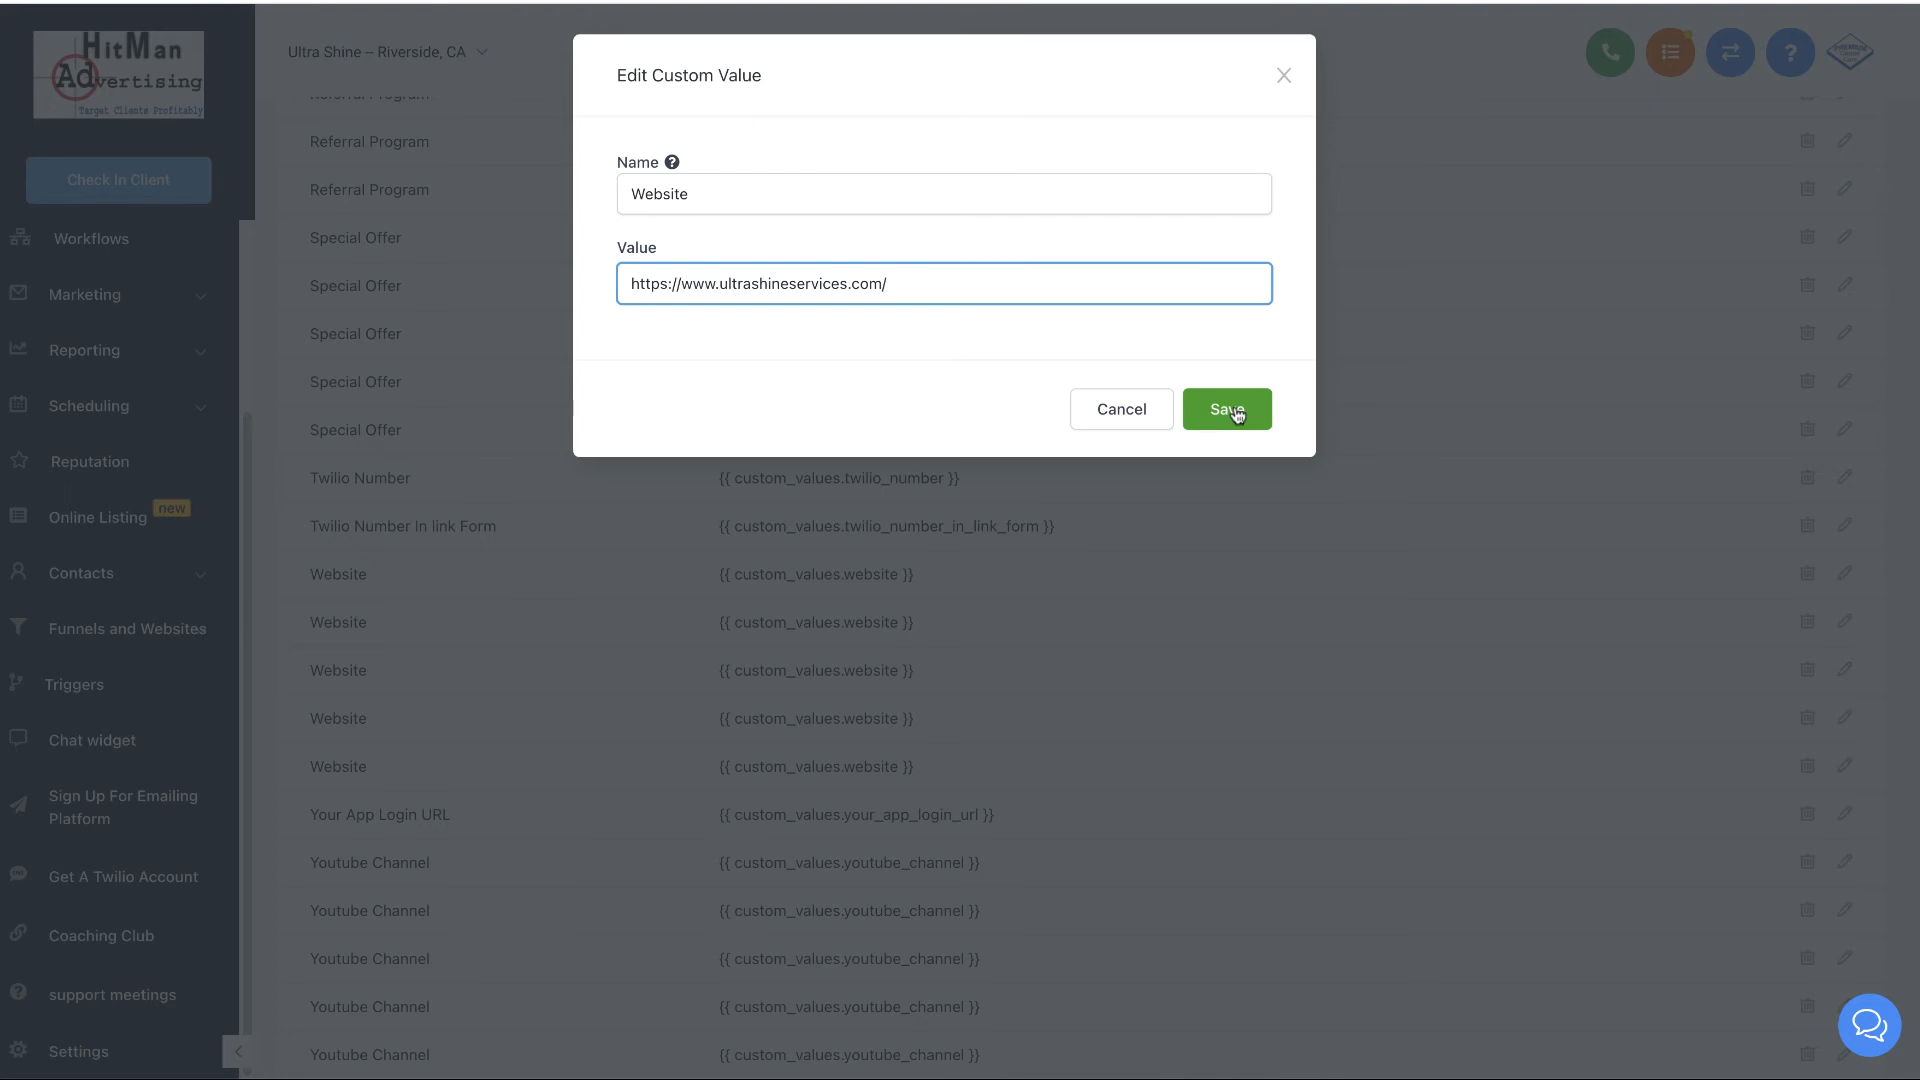 HitMan
Advertising
Target Clients Profitably
Check In Client
Workflows
Marketing
Reporting
Scheduling
Reputation
Online Listing new
Contacts
Funnels and Websites
Triggers
Chat widget
Sign Up For Emailing
Platform
Get A Twilio Account
Coaching Club
support meetings
Settings
Ultra Shine – Riverside, CA
Edit Custom Value
Name
Website
Value
https://www.ultrashineservices.com/
Cancel
Save
Referral Program
Referral Program
Referral Program
Special Offer
Special Offer
Special Offer
Special Offer
Special Offer
Twilio Number {{ custom_values.twilio_number }}
Twilio Number In link Form {{ custom_values.twilio_number_in_link_form }}
Website {{ custom_values.website }}
Website {{ custom_values.website }}
Website {{ custom_values.website }}
Website {{ custom_values.website }}
Website {{ custom_values.website }}
Your App Login URL {{ custom_values.your_app_login_url }}
Youtube Channel {{ custom_values.youtube_channel }}
Youtube Channel {{ custom_values.youtube_channel }}
Youtube Channel {{ custom_values.youtube_channel }}
Youtube Channel {{ custom_values.youtube_channel }}
Youtube Channel {{ custom_values.youtube_channel }}